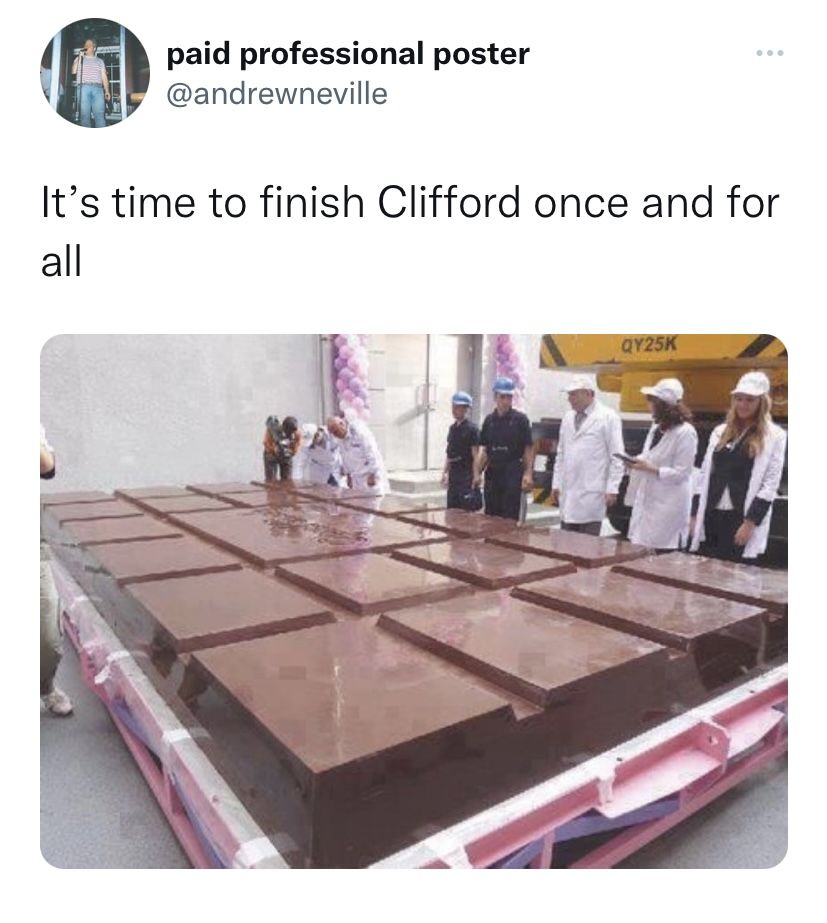 paid professional poster
@andrewneville
It’s time to finish Clifford once and for
all
QY25K